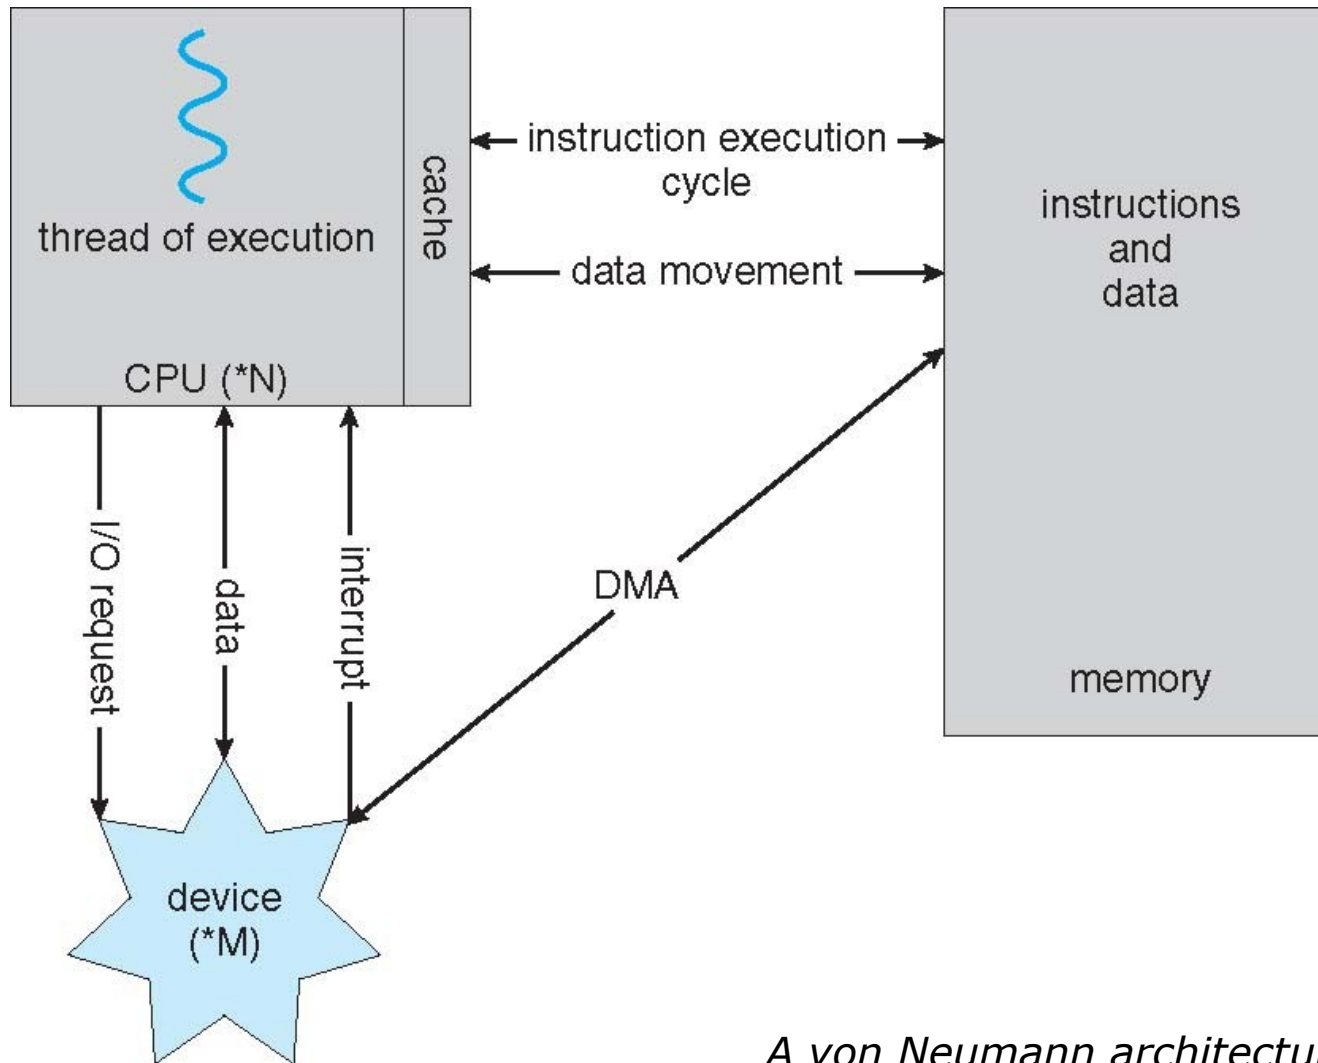 thread of execution
CPU (*N)
cache
instruction execution
cycle
data movement
instructions
and
data
memory
I/O request
data
interrupt
DMA
device
(*M)
A von Neumann